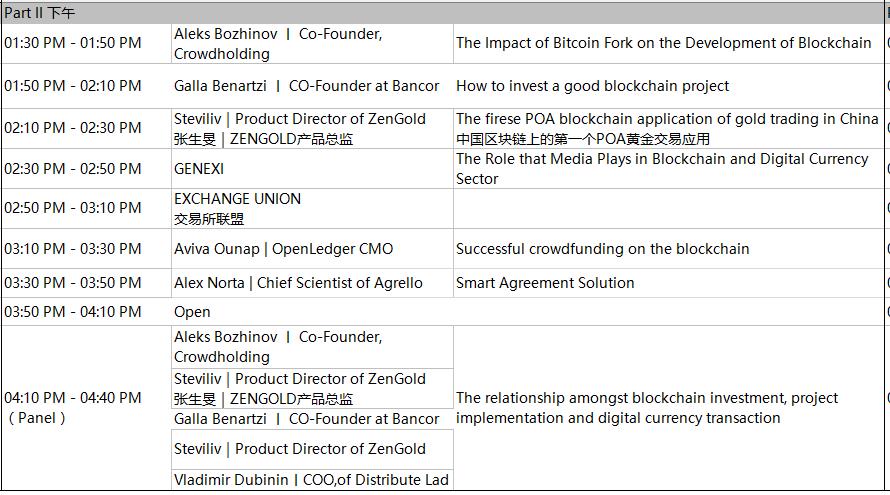 Part II 下午
01:30 PM - 01:50 PM
Aleks Bozhinov | Co-Founder,
Crowdholding
The Impact of Bitcoin Fork on the Development of Blockchain
01:50 PM - 02:10 PM
Galla Benartzi | CO-Founder at Bancor
How to invest a good blockchain project
02:10 PM - 02:30 PM
Steviliv | Product Director of ZenGold
张生旻 | ZENGOLD产品总监
The firese POA blockchain application of gold trading in China
中国区块链上的第一个POA黄金交易应用
02:30 PM - 02:50 PM
GENEXI
The Role that Media Plays in Blockchain and Digital Currency
Sector
02:50 PM - 03:10 PM
EXCHANGE UNION
交易所联盟
03:10 PM - 03:30 PM
Aviva Ounap | OpenLedger CMO
Successful crowdfunding on the blockchain
03:30 PM - 03:50 PM
Alex Norta | Chief Scientist of Agrello
Smart Agreement Solution
03:50 PM - 04:10 PM
Open
04:10 PM - 04:40 PM
（Panel）
Aleks Bozhinov | Co-Founder,
Crowdholding
Steviliv | Product Director of ZenGold
张生旻 | ZENGOLD产品总监
Galla Benartzi | CO-Founder at Bancor
Steviliv | Product Director of ZenGold
Vladimir Dubinin | COO,of Distribute Lad
The relationship amongst blockchain investment, project
implementation and digital currency transaction